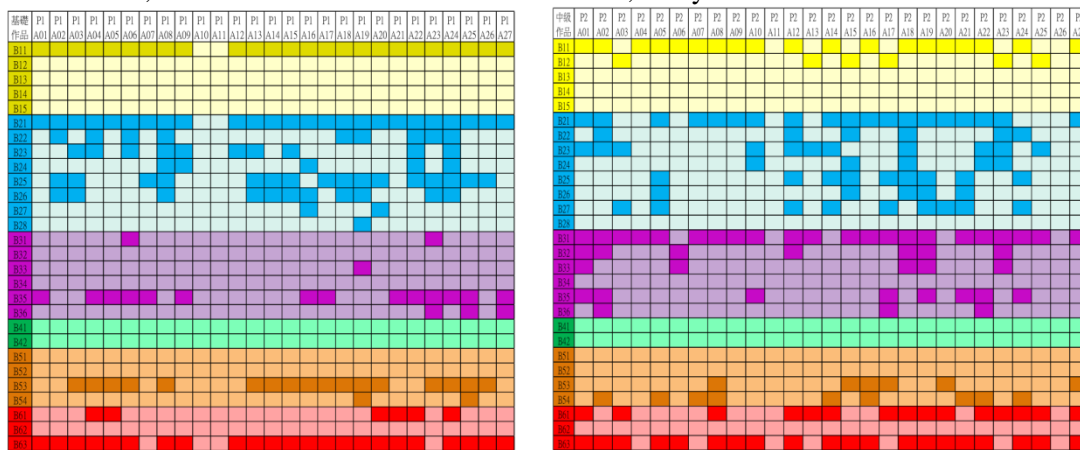 基礎 P1 P1 P1 P1 P1 P1 P1 P1 P1 P1 P1 P1 P1 P1 P1 P1 P1 P1 P1 P1 P1 P1 P1 P1 P1 P1 P1
作品 A01 A02 A03 A04 A05 A06 A07 A08 A09 A10 A11 A12 A13 A14 A15 A16 A17 A18 A19 A20 A21 A22 A23 A24 A25 A26 A27
B11
B12
B13
B14
B15
B21
B22
B23
B24
B25
B26
B27
B28
B31
B32
B33
B34
B35
B36
B41
B42
B51
B52
B53
B54
B61
B62
B63
中級 P2 P2 P2 P2 P2 P2 P2 P2 P2 P2 P2 P2 P2 P2 P2 P2 P2 P2 P2 P2 P2 P2 P2 P2 P2 P2
作品 A01 A02 A03 A04 A05 A06 A07 A08 A09 A10 A11 A12 A13 A14 A15 A16 A17 A18 A19 A20 A21 A22 A23 A24 A25 A26
B11
B12
B13
B14
B15
B21
B22
B23
B24
B25
B26
B27
B28
B31
B32
B33
B34
B35
B36
B41
B42
B51
B52
B53
B54
B61
B62
B63